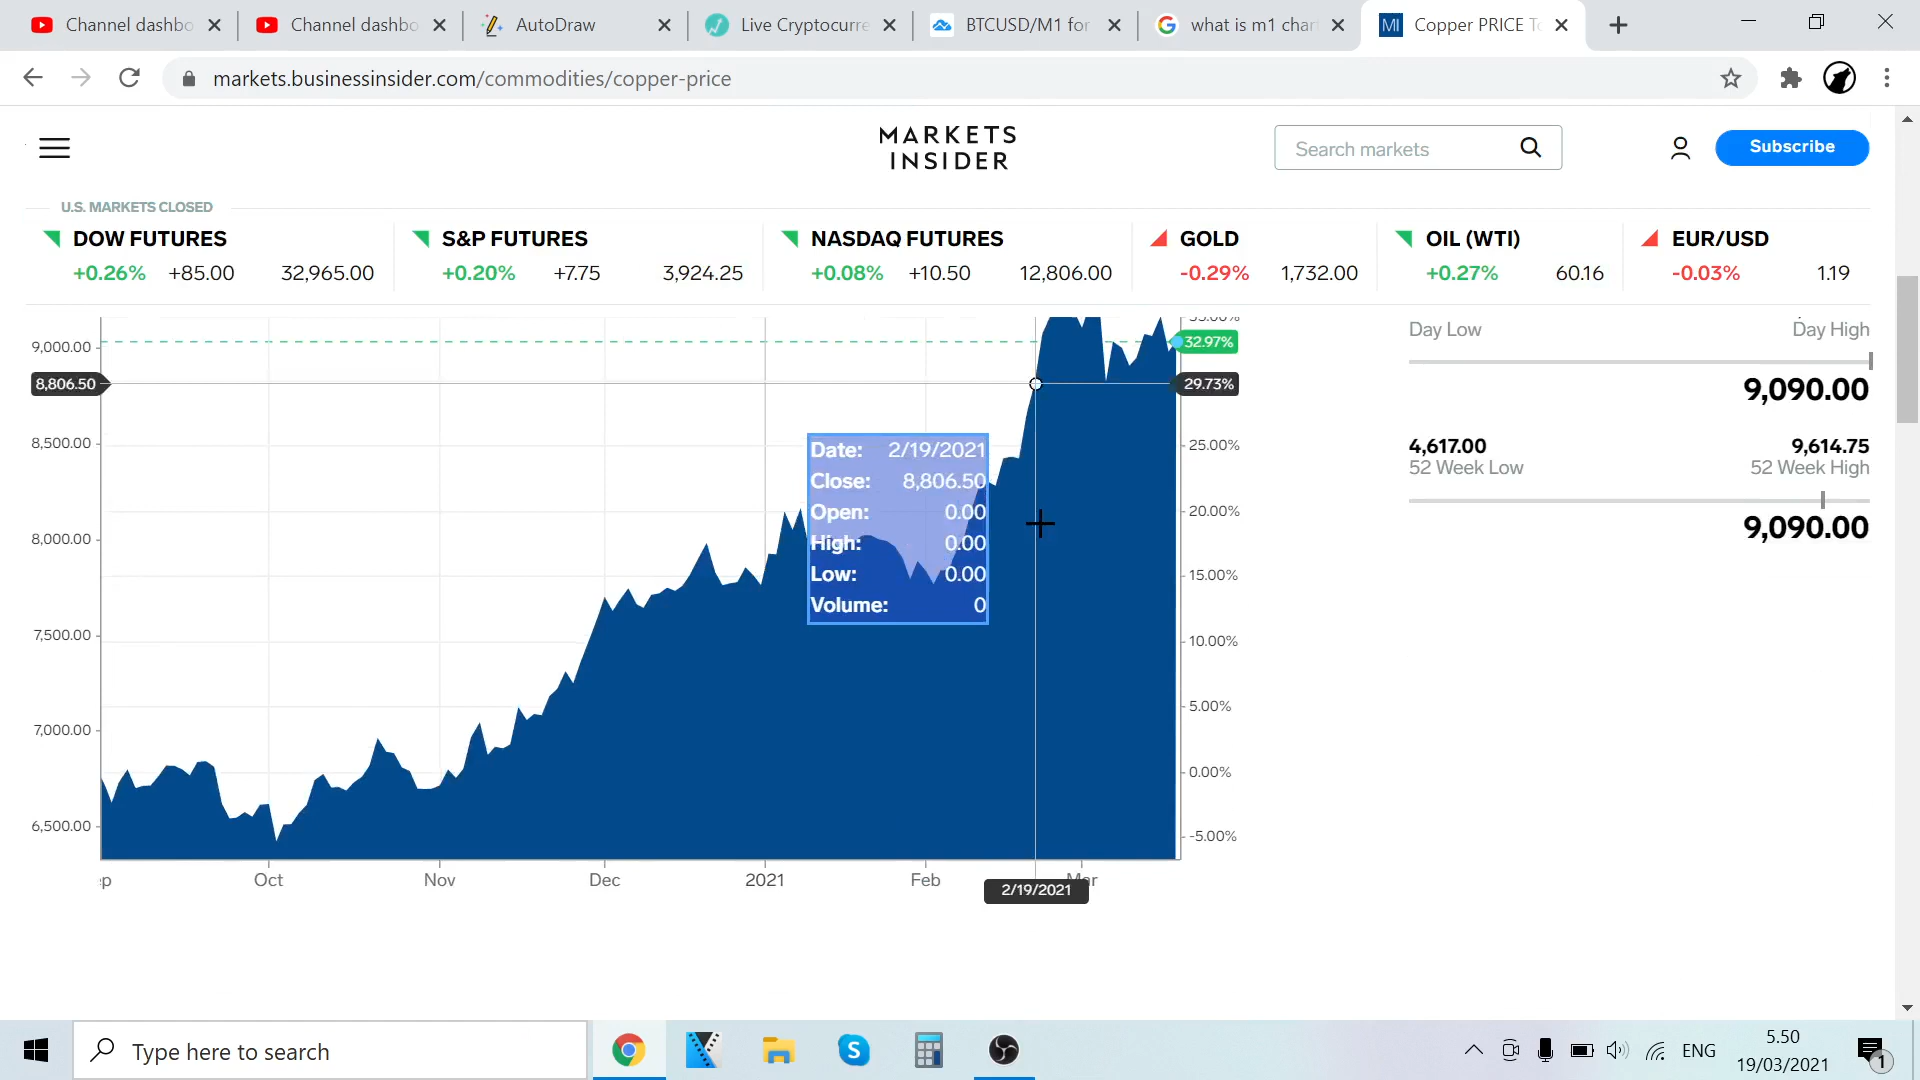 Channel dashbo
Channel dashbo
AutoDraw
Live Cryptocurre
BTCUSD/M1 for
what is m1 char
Copper PRICE To
markets.businessinsider.com/commodities/copper-price
MARKETS
INSIDER
Search markets
Subscribe
U.S. MARKETS CLOSED
DOW FUTURES
+0.26% +85.00 32,965.00
S&P FUTURES
+0.20% +7.75 3,924.25
NASDAQ FUTURES
+0.08% +10.50 12,806.00
GOLD
-0.29% 1,732.00
OIL (WTI)
+0.27% 60.16
EUR/USD
-0.03% 1.19
9,000.00
8,806.50
8,500.00
8,000.00
7,500.00
7,000.00
6,500.00
35.00%
32.97%
29.73%
25.00%
20.00%
15.00%
10.00%
5.00%
0.00%
-5.00%
Date: 2/19/2021
Close: 8,806.50
Open: 0.00
High: 0.00
Low: 0.00
Volume: 0
Oct Nov Dec 2021 Feb
2/19/2021
Day Low Day High
9,090.00
4,617.00 9,614.75
52 Week Low 52 Week High
9,090.00
Type here to search
ENG
5.50
19/03/2021
1